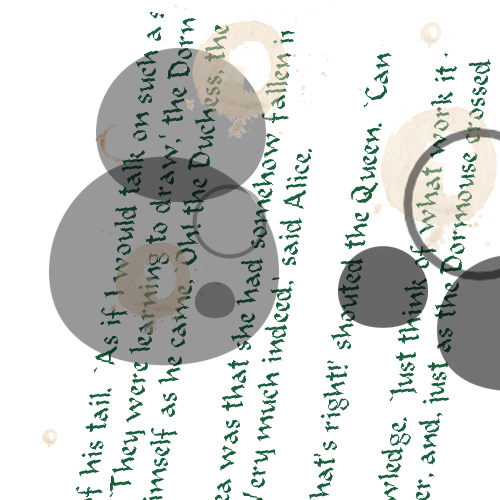 f his tail. `As if I would talk on such a s
`They were learning to draw,' the Dorn
imself as he came, `Oh! the Duchess, the
ea was that she had somehow fallen in
Very much indeed,' said Alice.
hat's right!' shouted the Queen. `Can
wledge. `Just think of what work it
er, and, just as the Dormouse crossed